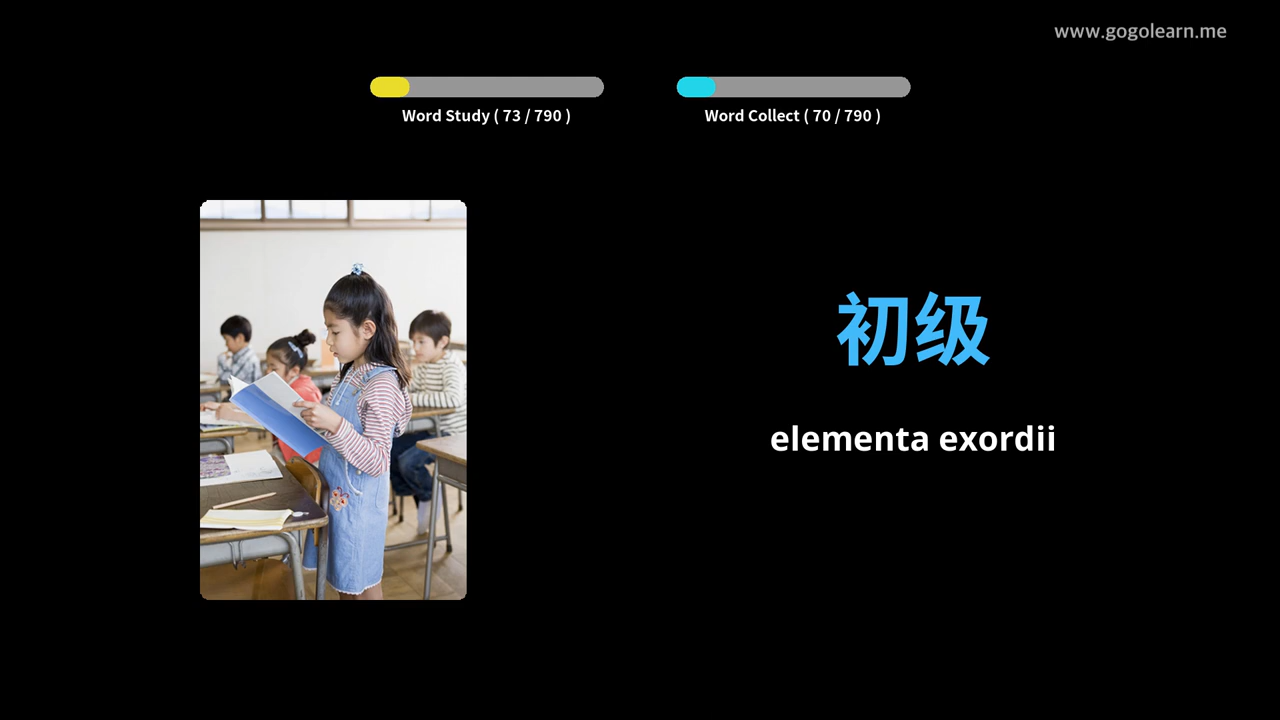 www.gogolearn.me
Word Study ( 73 / 790 )
Word Collect ( 70 / 790 )
初级
elementa exordii